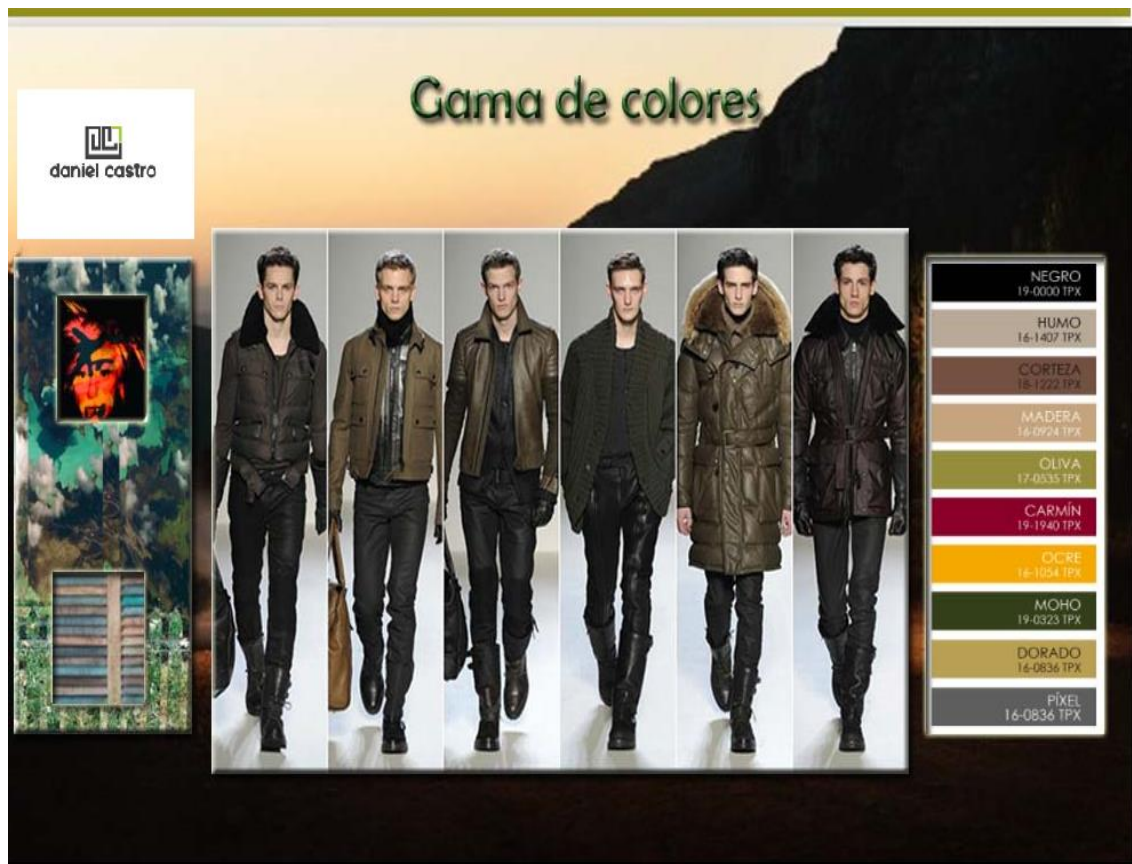 Gama de colores
daniel castro
NEGRO
19-0000 TPX
HUMO
16-1407 TPX
CORTEZA
18-1222 TPX
MADERA
16-0924 TPX
OLIVA
17-0535 TPX
CARMÍN
19-1940 TPX
OCRE
16-1054 TPX
MOHO
19-0323 TPX
DORADO
16-0836 TPX
PÍXEL
16-0836 TPX